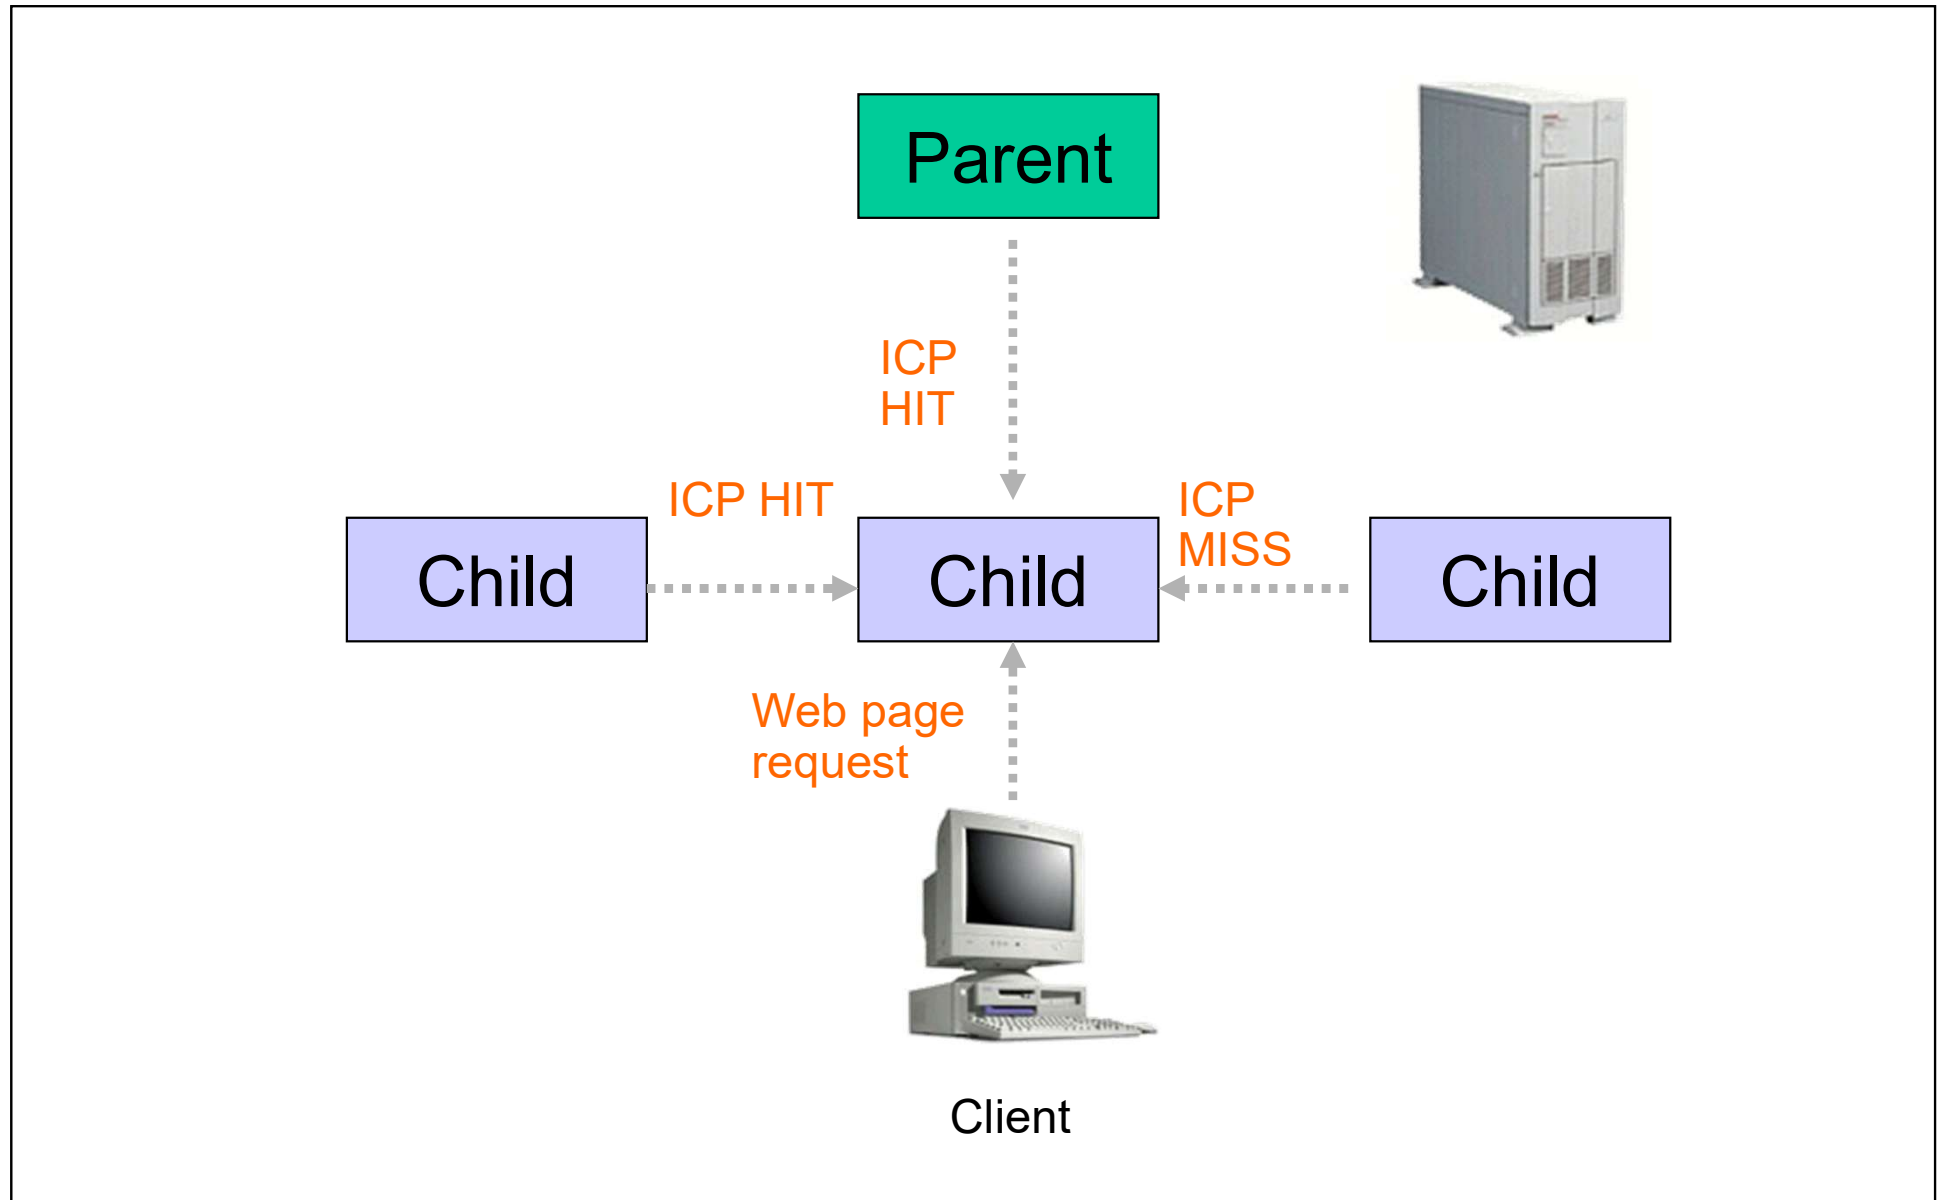 Parent
ICP
HIT
ICP HIT
ICP
MISS
Child
Child
Child
Web page
request
Client